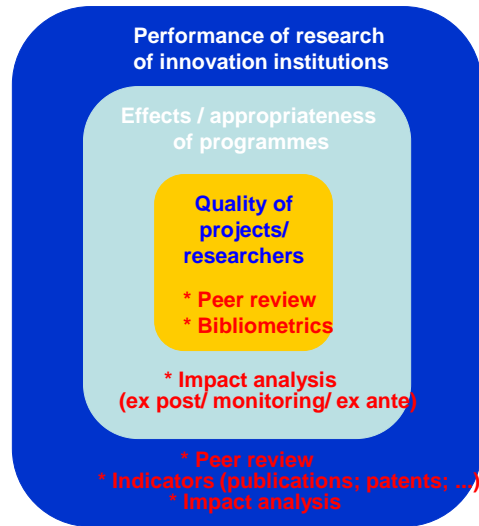 Performance of research
of innovation institutions
Effects / appropriateness
of programmes
Quality of
projects/
researchers
* Peer review
* Bibliometrics
* Impact analysis
(ex post/ monitoring/ ex ante)
* Peer review
* Indicators (publications; patents; ...)
* Impact analysis